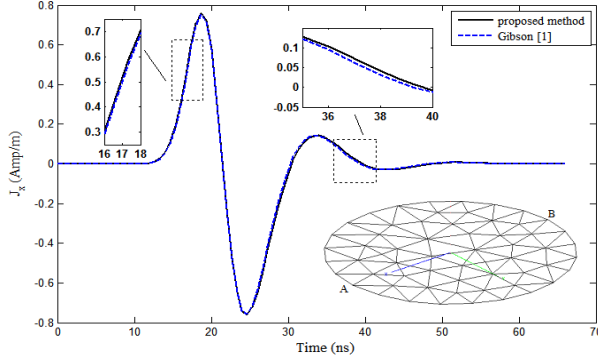 0.8
0.6
0.4
0.2
0
-0.2
-0.4
-0.6
-0.8
J_x (Amp/m)
0 10 20 30 40 50 60 70
Time (ns)
proposed method
Gibson [1]
0.7
0.6
0.5
0.4
0.3
16 17 18
0.1
0.05
0
-0.05
36 38 40
A
B